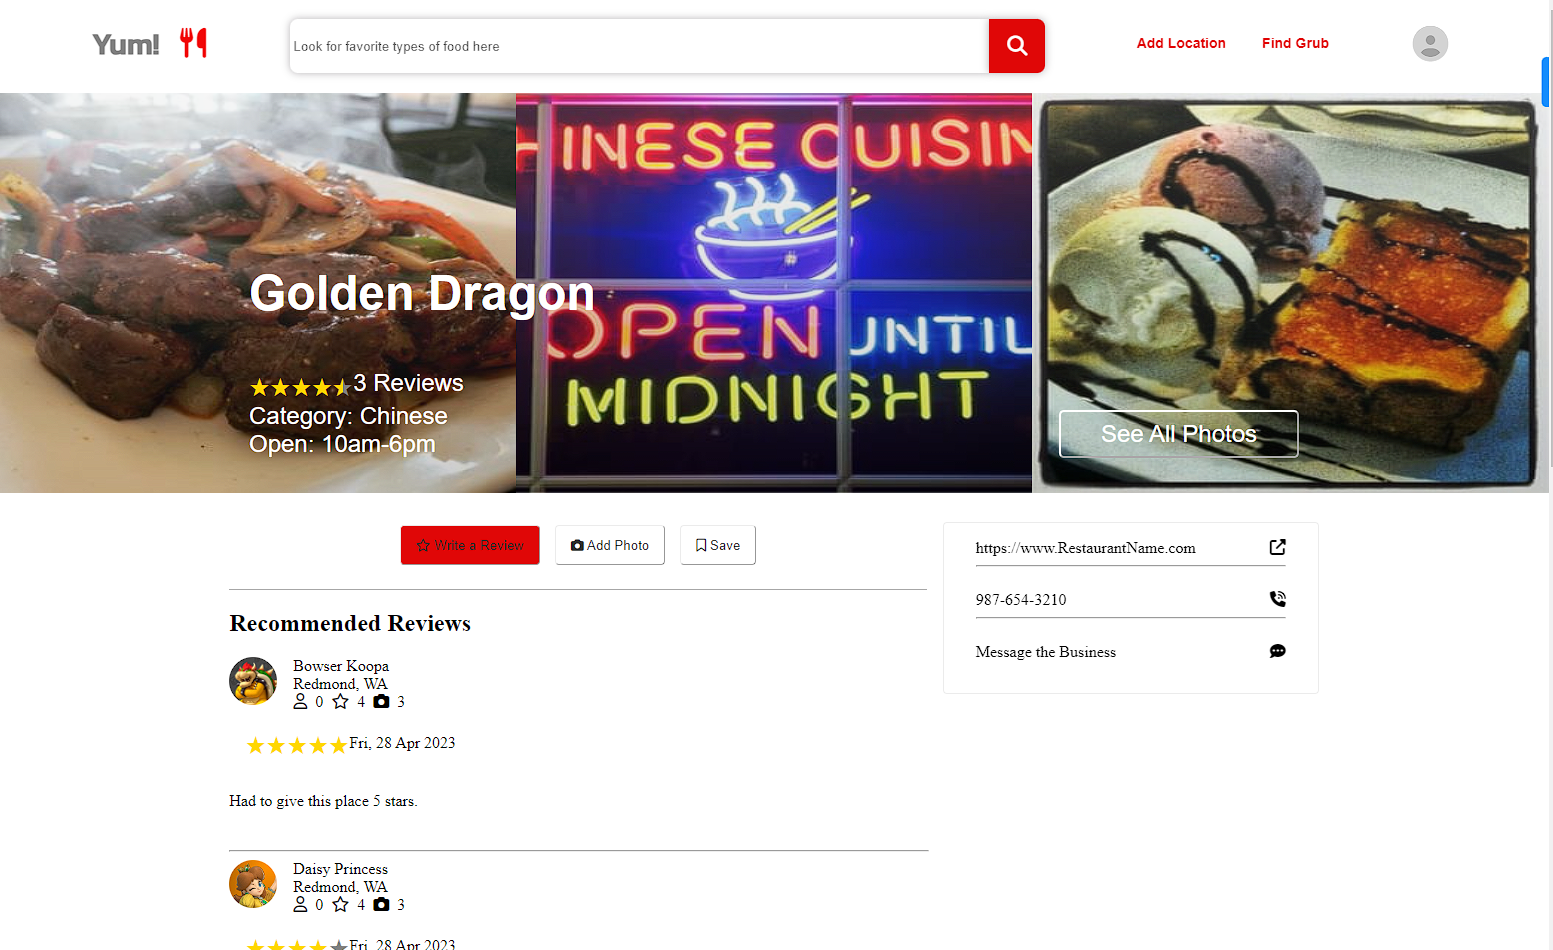 Yum!
Look for favorite types of food here
Add Location
Find Grub
HINESE CUISIN
OPEN UNTIL
MIDNIGHT
Golden Dragon
3 Reviews
Category: Chinese
Open: 10am-6pm
See All Photos
Write a Review
Add Photo
Save
https://www.RestaurantName.com
987-654-3210
Message the Business
Recommended Reviews
Bowser Koopa
Redmond, WA
0 4 3
Fri, 28 Apr 2023
Had to give this place 5 stars.
Daisy Princess
Redmond, WA
0 4 3
Fri, 28 Apr 2023